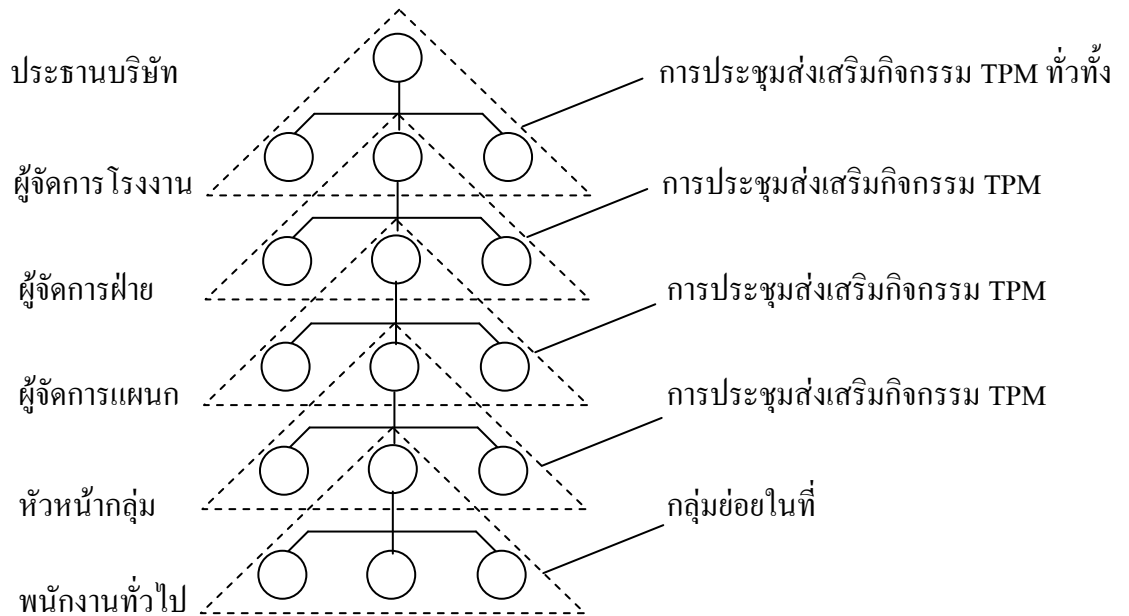 ประธานบริษัท
การประชุมส่งเสริมกิจกรรม TPM ทั่วทั้ง
ผู้จัดการโรงงาน
การประชุมส่งเสริมกิจกรรม TPM
ผู้จัดการฝ่าย
การประชุมส่งเสริมกิจกรรม TPM
ผู้จัดการแผนก
การประชุมส่งเสริมกิจกรรม TPM
หัวหน้ากลุ่ม
กลุ่มย่อยในที่
พนักงานทั่วไป